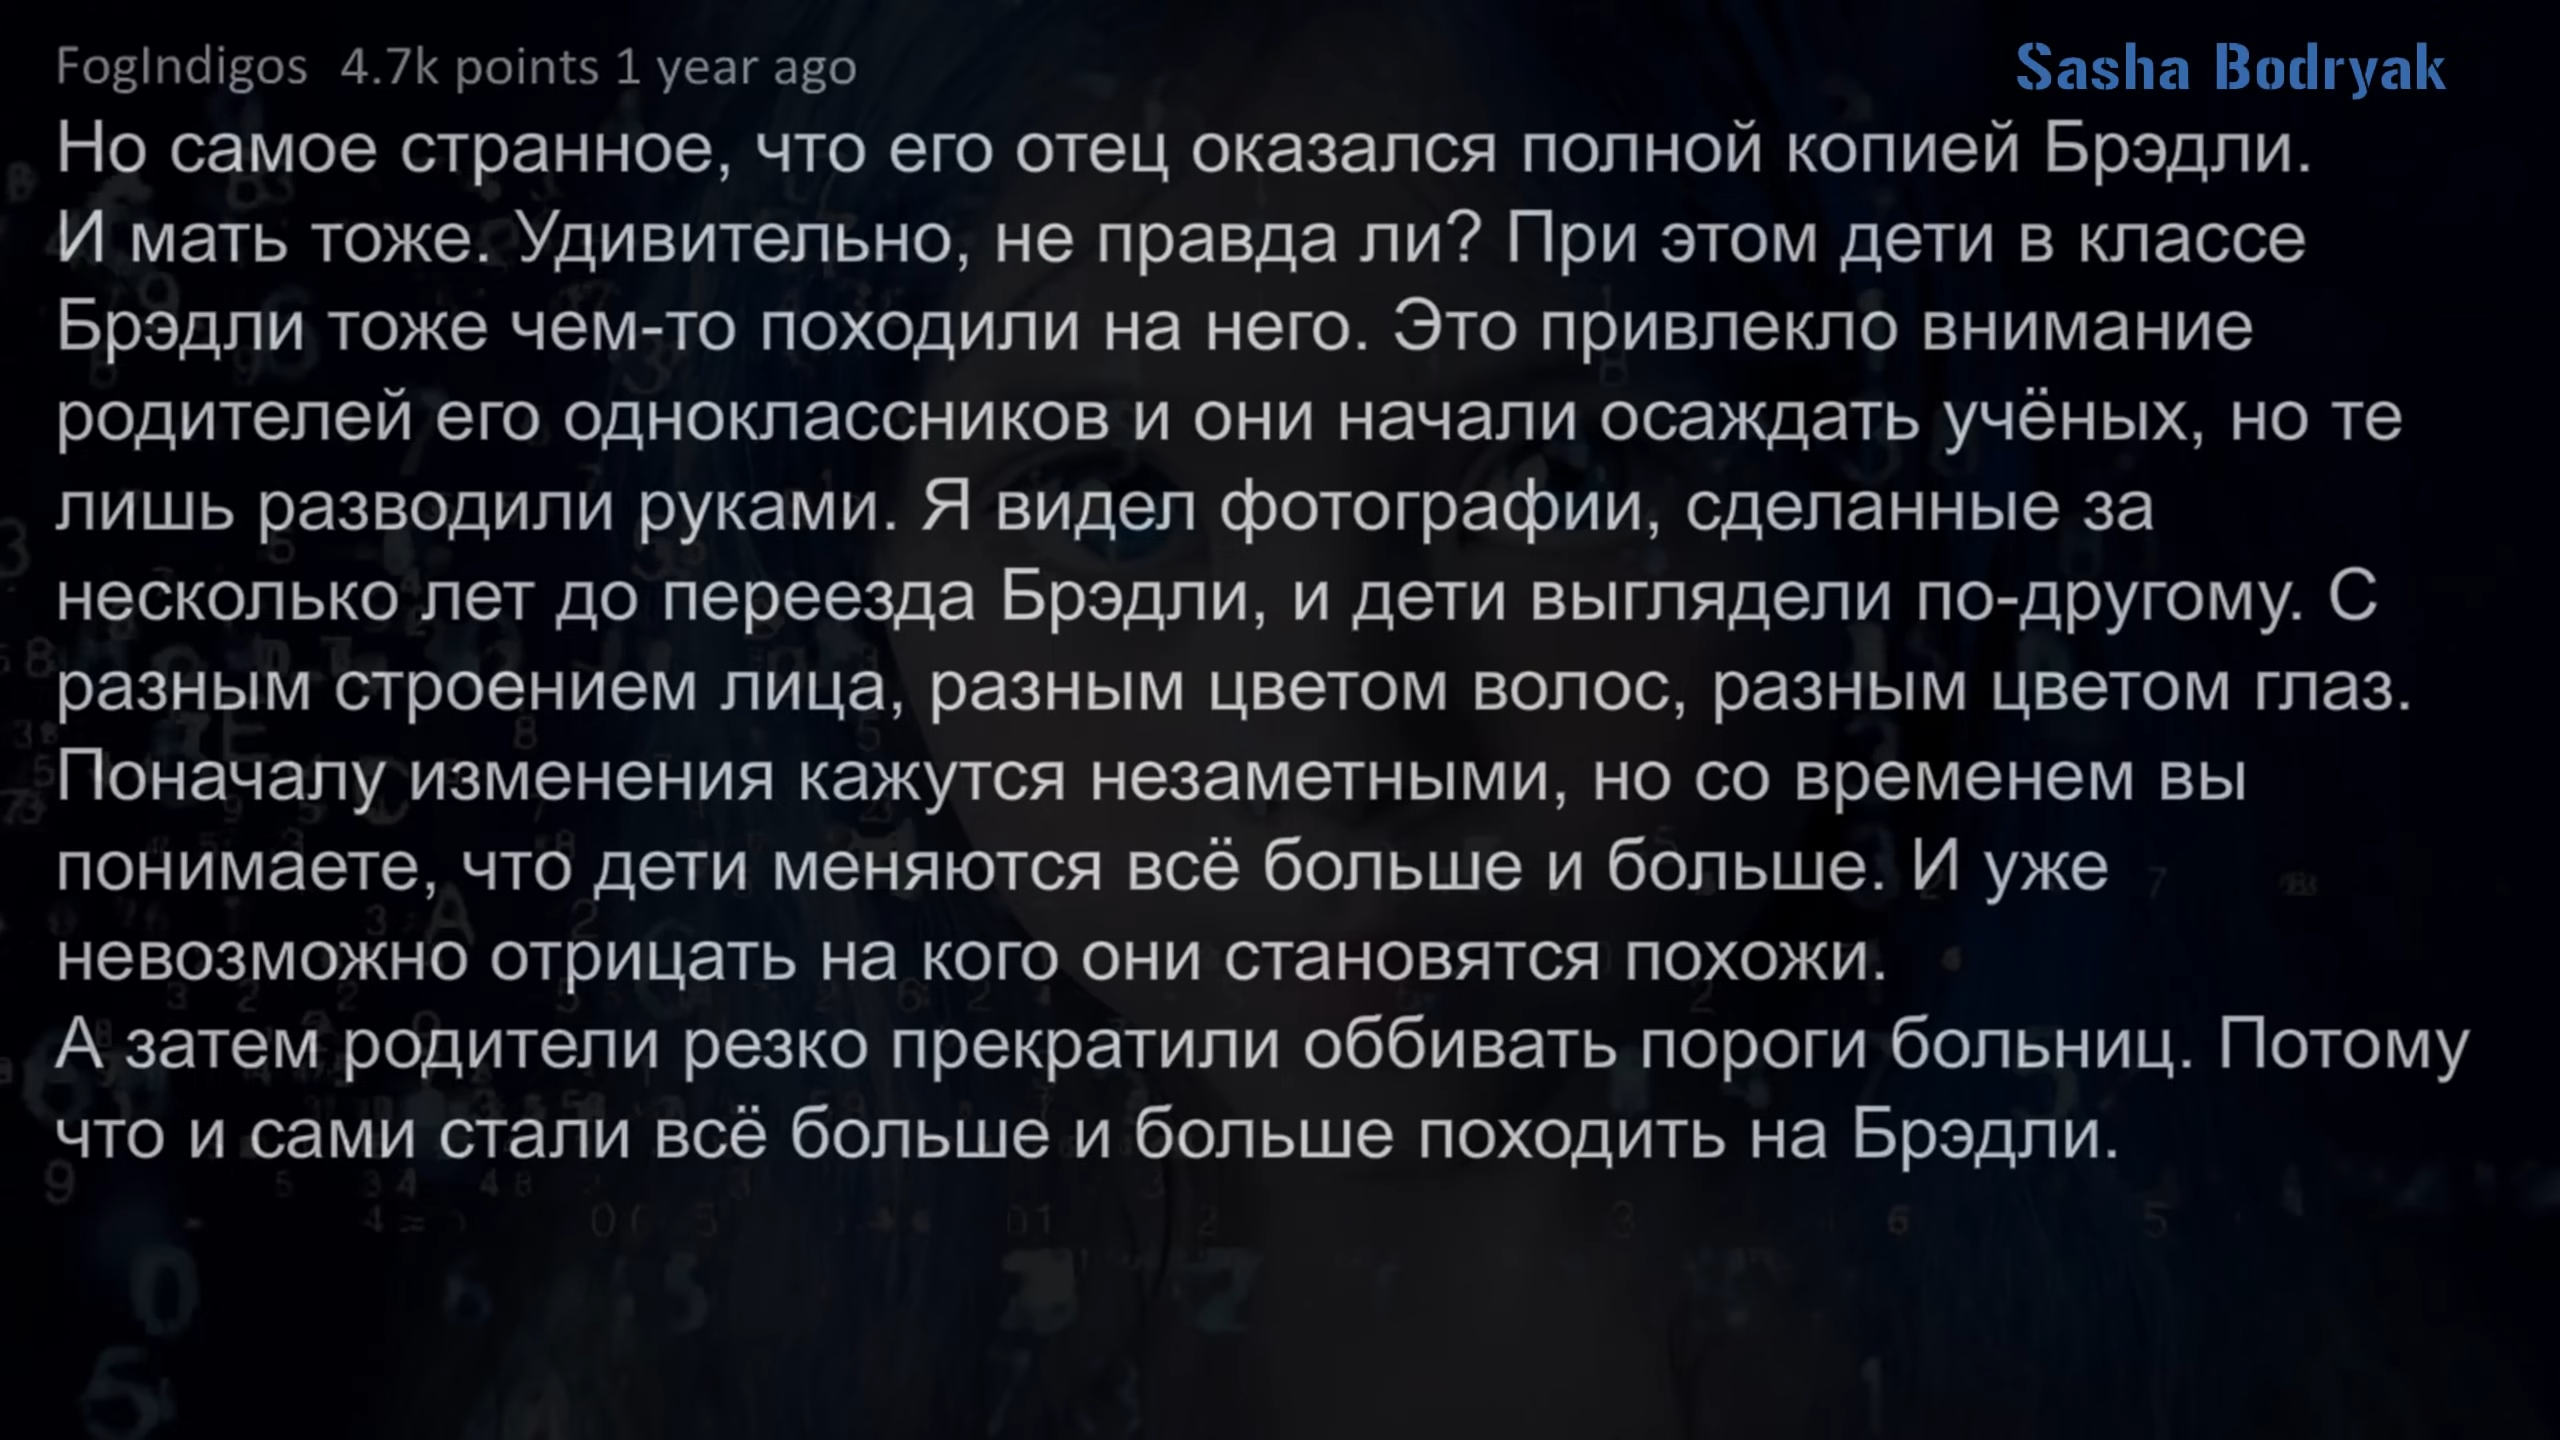 FogIndigos 4.7k points 1 year ago
Sasha Bodryak
Но самое странное, что его отец оказался полной копией Брэдли.
И мать тоже. Удивительно, не правда ли? При этом дети в классе
Брэдли тоже чем-то походили на него. Это привлекло внимание
родителей его одноклассников и они начали осаждать учёных, но те
лишь разводили руками. Я видел фотографии, сделанные за
несколько лет до переезда Брэдли, и дети выглядели по-другому. С
разным строением лица, разным цветом волос, разным цветом глаз.
Поначалу изменения кажутся незаметными, но со временем вы
понимаете, что дети меняются всё больше и больше. И уже
невозможно отрицать на кого они становятся похожи.
А затем родители резко прекратили оббивать пороги больниц. Потому
что и сами стали всё больше и больше походить на Брэдли.